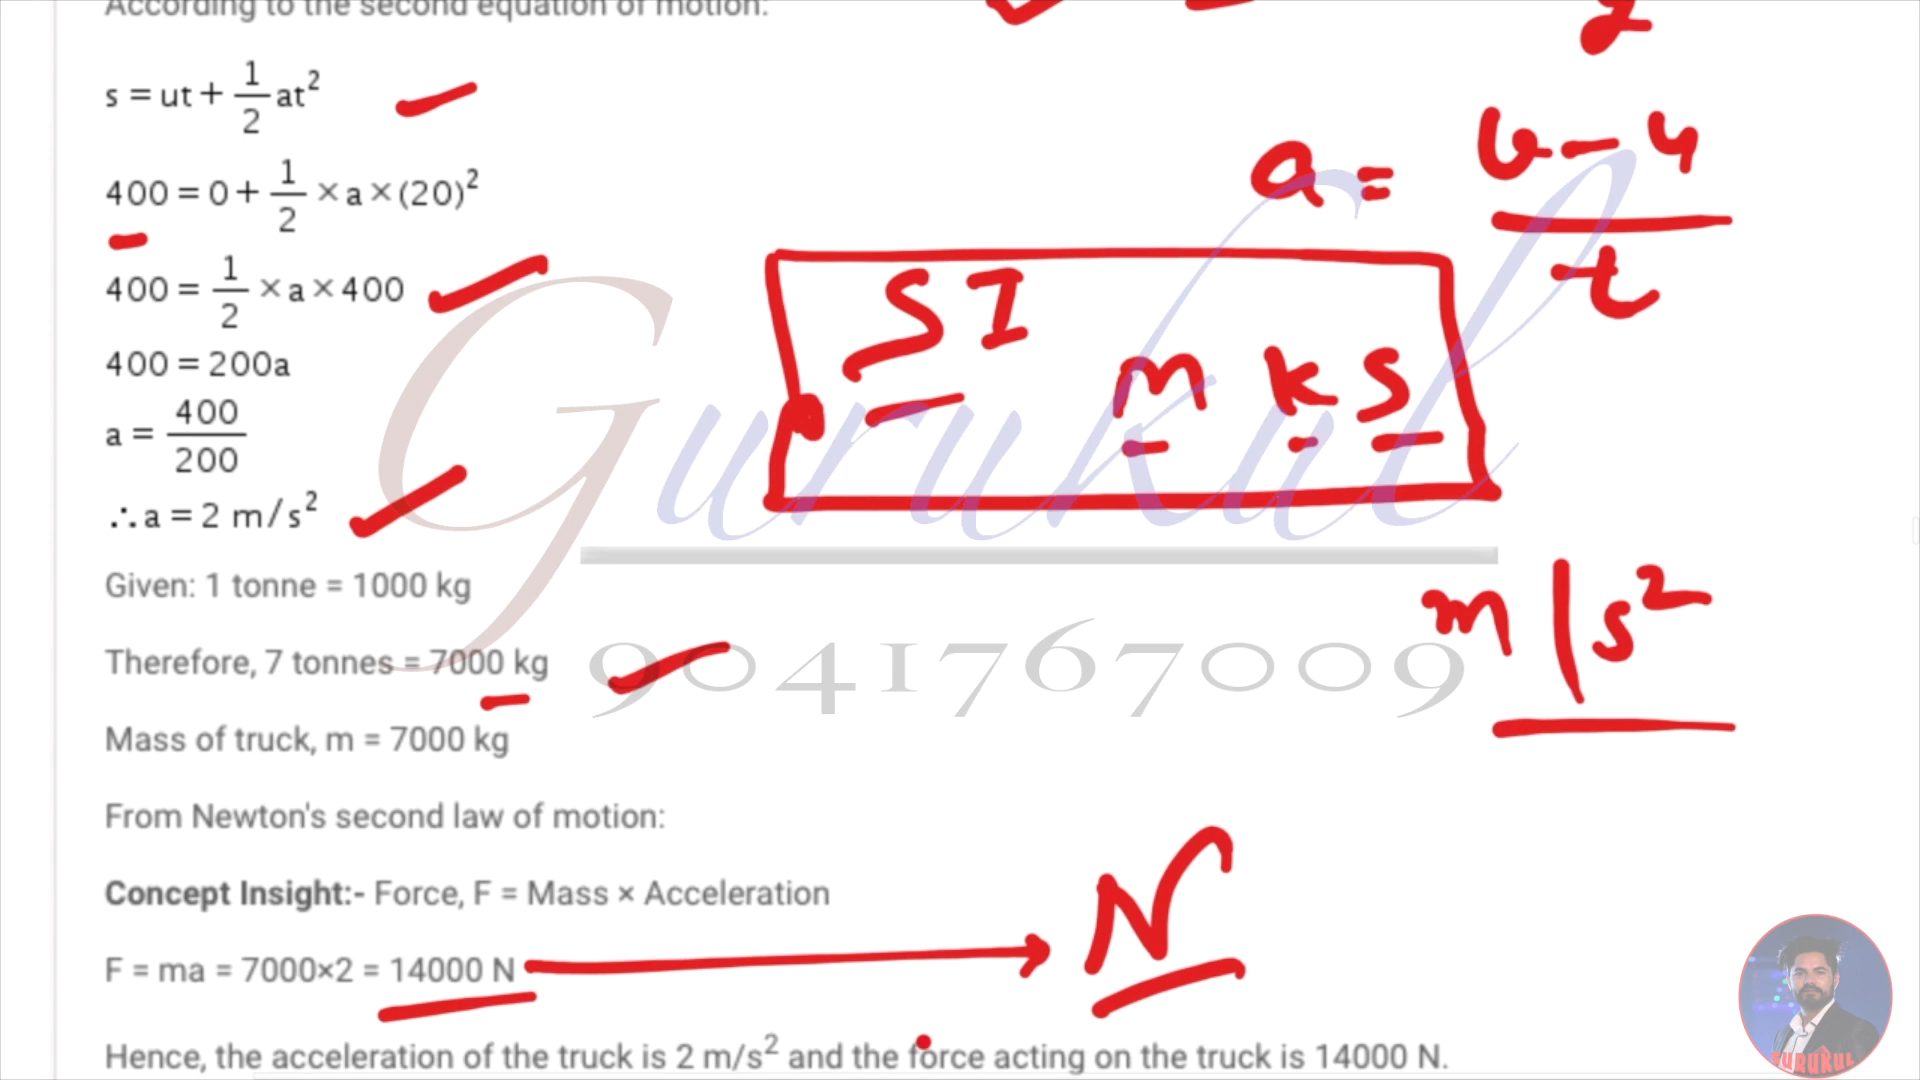 According to the second equation of motion:
s = ut + 1/2 at²
400 = 0 + 1/2 × a × (20)²
400 = 1/2 × a × 400
400 = 200a
a = 400/200
∴ a = 2 m/s²
Given: 1 tonne = 1000 kg
Therefore, 7 tonnes = 7000 kg
Mass of truck, m = 7000 kg
From Newton's second law of motion:
Concept Insight:- Force, F = Mass × Acceleration
F = ma = 7000×2 = 14000 N
N
Hence, the acceleration of the truck is 2 m/s² and the force acting on the truck is 14000 N.
a = v-u/t
SI
m k s
m/s²
Gurukul
9041767009
GURUKUL